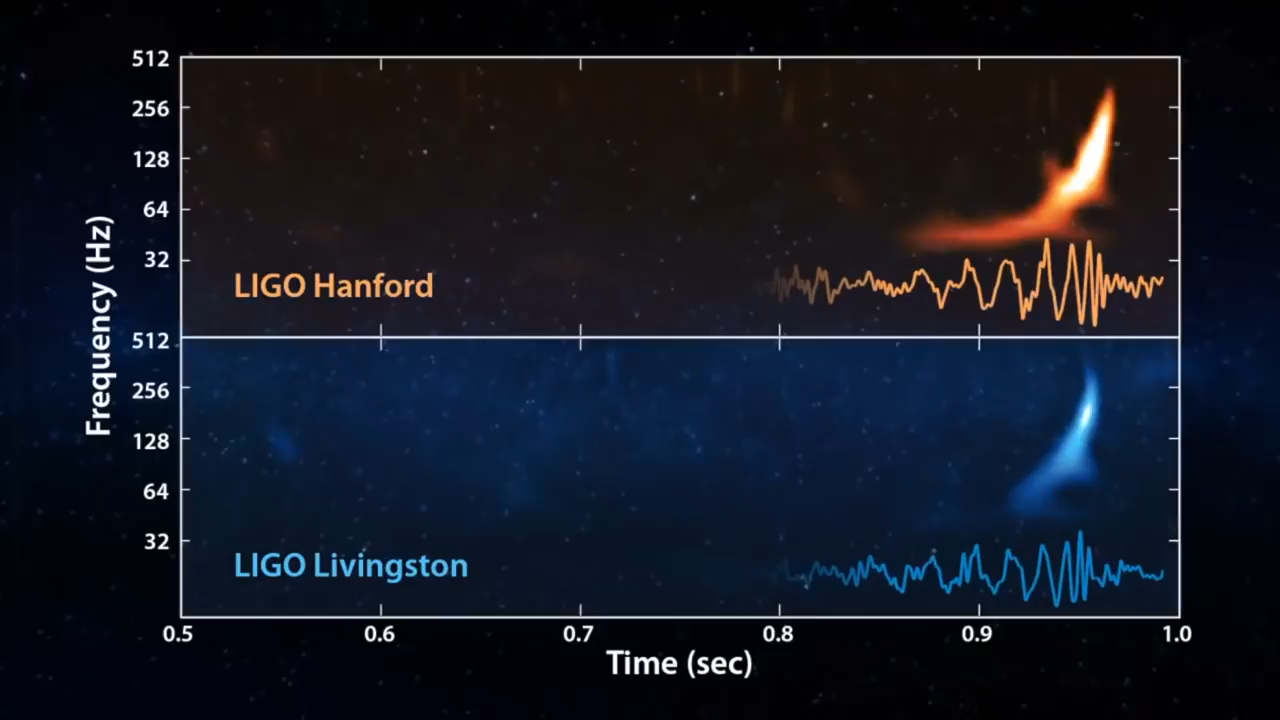 512
256
128
64
32
LIGO Hanford
Frequency (Hz)
512
256
128
64
32
LIGO Livingston
0.5 0.6 0.7 0.8 0.9 1.0
Time (sec)